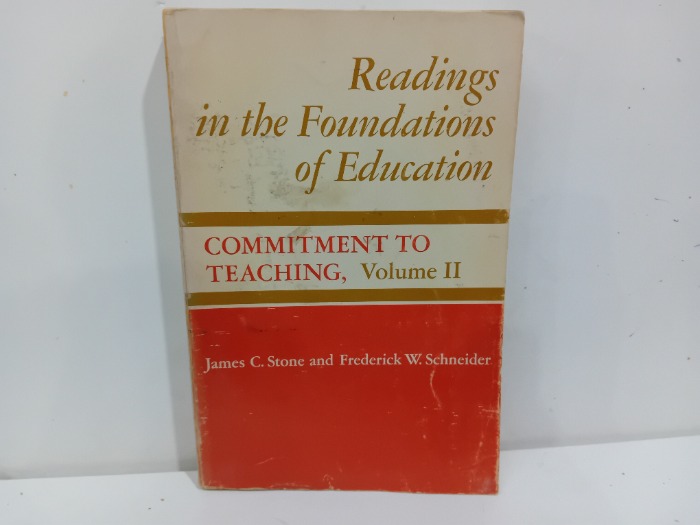 Readings
in the Foundations
of Education
COMMITMENT TO
TEACHING, Volume II
James C. Stone and Frederick W. Schneider